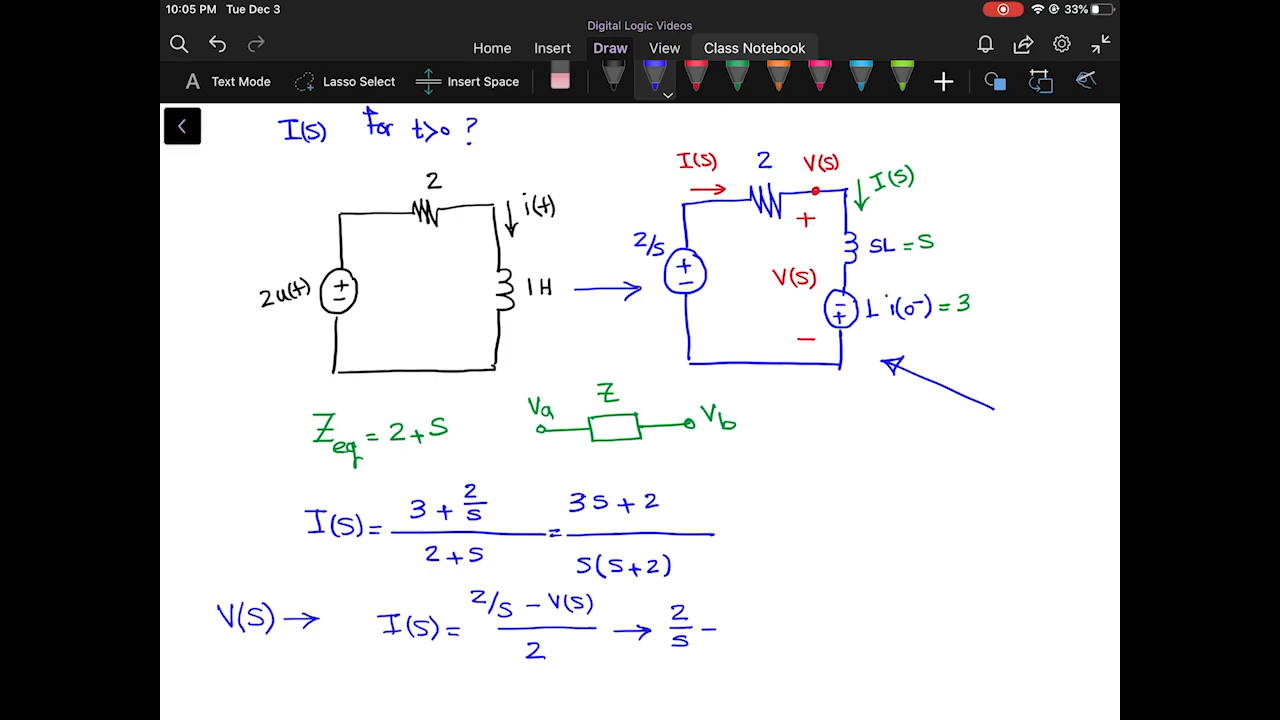 10:05 PM Tue Dec 3
33%
Digital Logic Videos
Home Insert Draw View Class Notebook
A Text Mode Lasso Select Insert Space
I(s) for t>0 ?
2
i(t)
2u(t)
+
−
1H
I(s) 2 V(s)
I(s)
2/s
+
−
+
V(s)
−
SL = S
−
+
L i(0⁻) = 3
Zeq = 2+S
Va Z Vb
I(s) = (3 + 2/s) / (2+s) = (3s+2) / (s(s+2))
V(s) → I(s) = (2/s − V(s)) / 2 → 2/s −